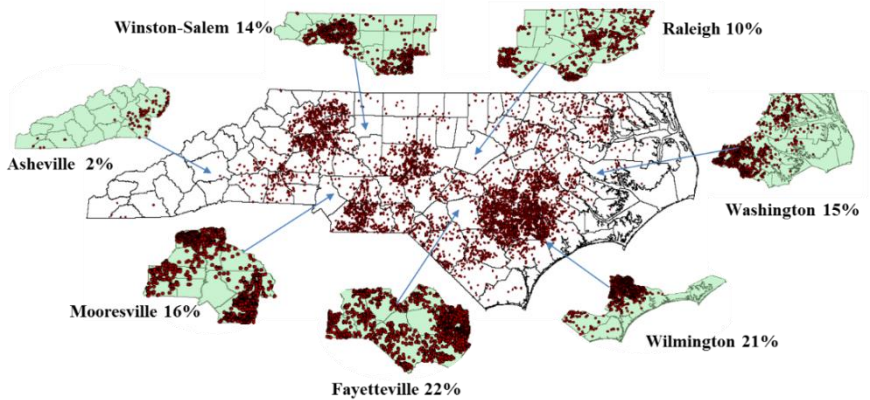 Winston-Salem 14%
Raleigh 10%
Asheville 2%
Washington 15%
Mooresville 16%
Wilmington 21%
Fayetteville 22%